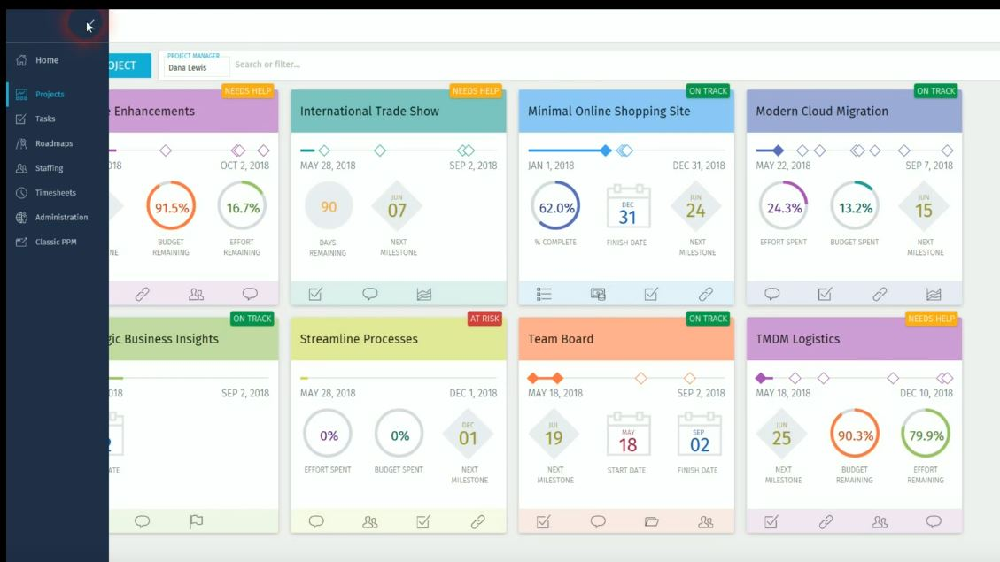 Home
Projects
Tasks
Roadmaps
Staffing
Timesheets
Administration
Classic PPM
OJECT
PROJECT MANAGER
Dana Lewis
Search or filter...
NEEDS HELP
e Enhancements
018
OCT 2, 2018
91.5%
16.7%
NE
BUDGET
REMAINING
EFFORT
REMAINING
NEEDS HELP
International Trade Show
MAY 28, 2018
SEP 2, 2018
90
JUN
07
DAYS
REMAINING
NEXT
MILESTONE
ON TRACK
Minimal Online Shopping Site
JAN 1, 2018
DEC 31, 2018
62.0%
DEC
31
JUN
24
% COMPLETE
FINISH DATE
NEXT
MILESTONE
ON TRACK
Modern Cloud Migration
MAY 22, 2018
SEP 7, 2018
24.3%
13.2%
JUN
15
EFFORT SPENT
BUDGET SPENT
NEXT
MILESTONE
ON TRACK
gic Business Insights
018
SEP 2, 2018
ATE
AT RISK
Streamline Processes
MAY 28, 2018
DEC 1, 2018
0%
0%
DEC
01
EFFORT SPENT
BUDGET SPENT
NEXT
MILESTONE
ON TRACK
Team Board
MAY 18, 2018
SEP 2, 2018
JUL
19
MAY
18
SEP
02
NEXT
MILESTONE
START DATE
FINISH DATE
NEEDS HELP
TMDM Logistics
MAY 18, 2018
DEC 10, 2018
JUN
25
90.3%
79.9%
NEXT
MILESTONE
BUDGET
REMAINING
EFFORT
REMAINING